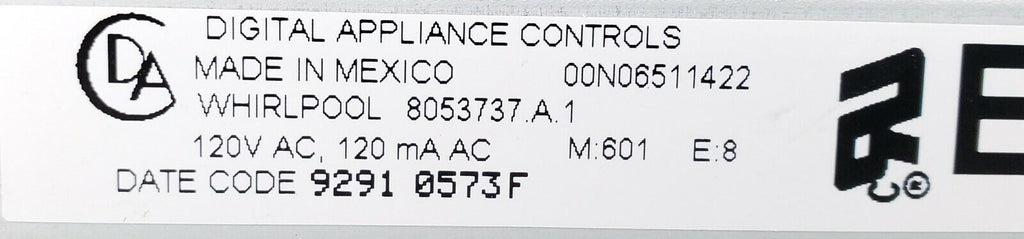 DIGITAL APPLIANCE CONTROLS
MADE IN MEXICO 00N06511422
WHIRLPOOL 8053737.A.1
120V AC, 120 mA AC M:601 E:8
DATE CODE 9291 0573F
DA
E